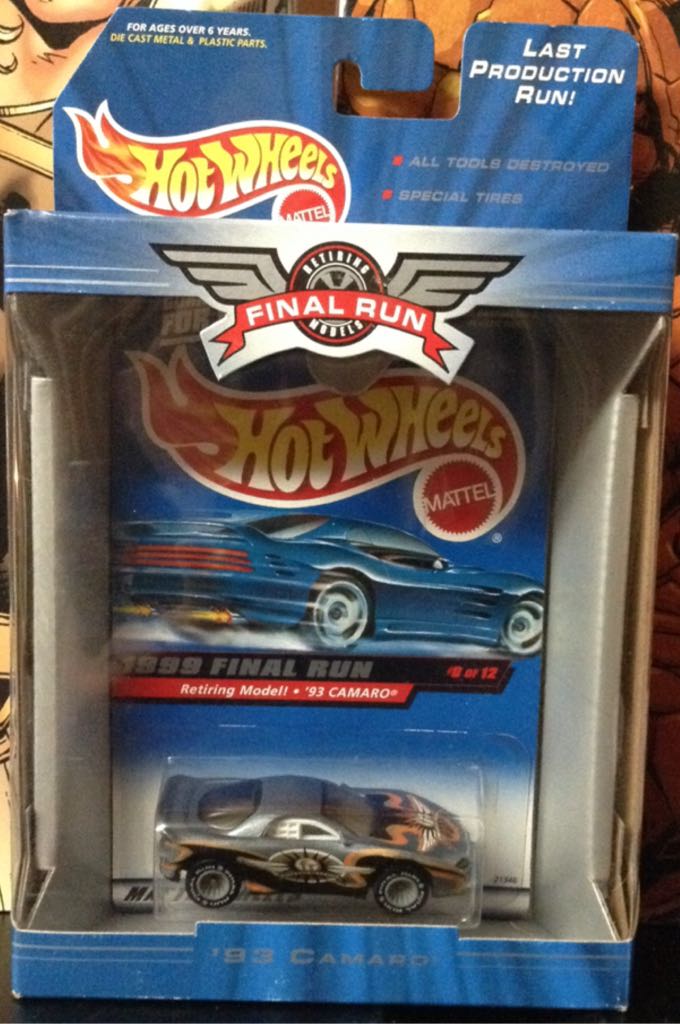 FOR AGES OVER 6 YEARS.
DIE CAST METAL & PLASTIC PARTS.
LAST
PRODUCTION
RUN!
HOT WHEELS
MATTEL
ALL TOOLS DESTROYED
SPECIAL TIRES
RETIRING
FINAL RUN
MODELS
HOT WHEELS
MATTEL
®
1999 FINAL RUN
OF 12
Retiring Model! • '93 CAMARO®
'93 CAMARO®